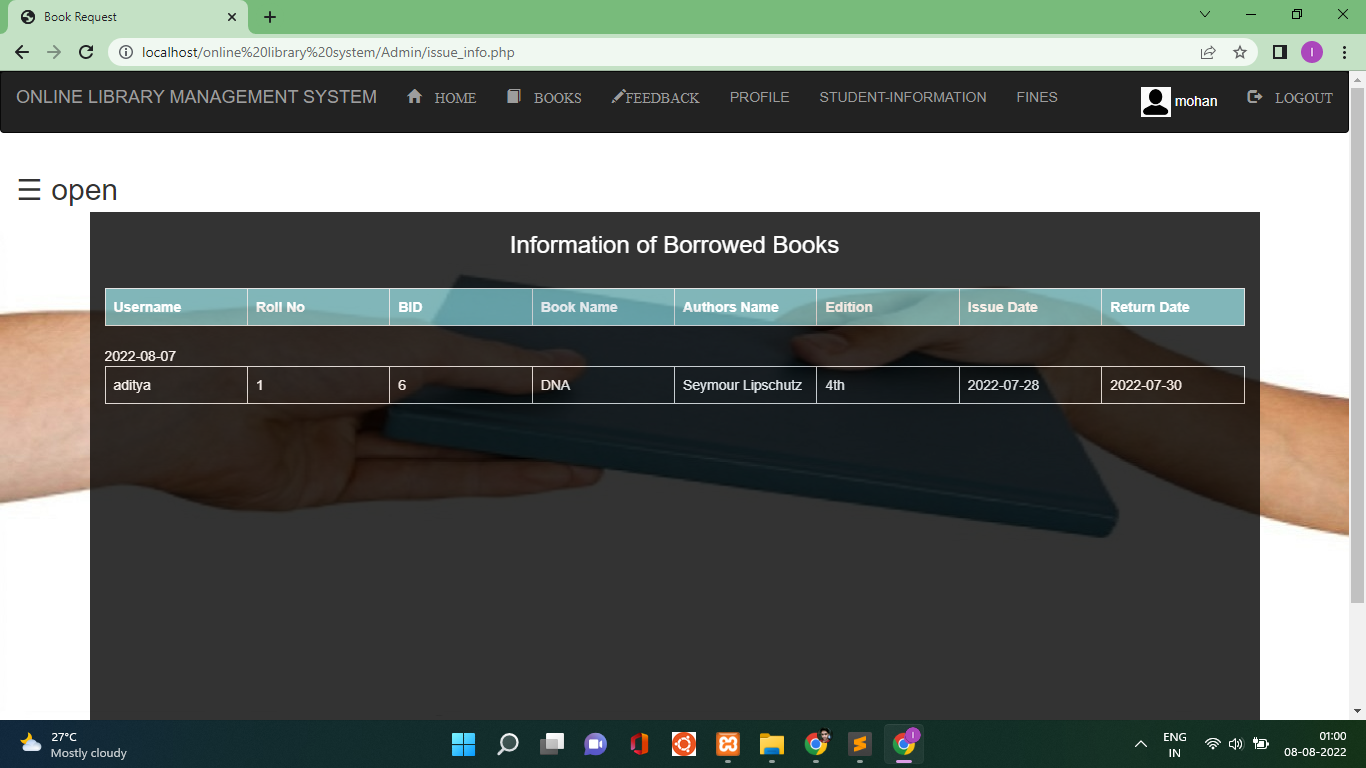 Book Request
localhost/online%20library%20system/Admin/issue_info.php
I
ONLINE LIBRARY MANAGEMENT SYSTEM HOME BOOKS FEEDBACK PROFILE STUDENT-INFORMATION FINES mohan LOGOUT
☰ open
Information of Borrowed Books
Username Roll No BID Book Name Authors Name Edition Issue Date Return Date
2022-08-07
aditya 1 6 DNA Seymour Lipschutz 4th 2022-07-28 2022-07-30
27°C
Mostly cloudy
I
ENG
IN
01:00
08-08-2022